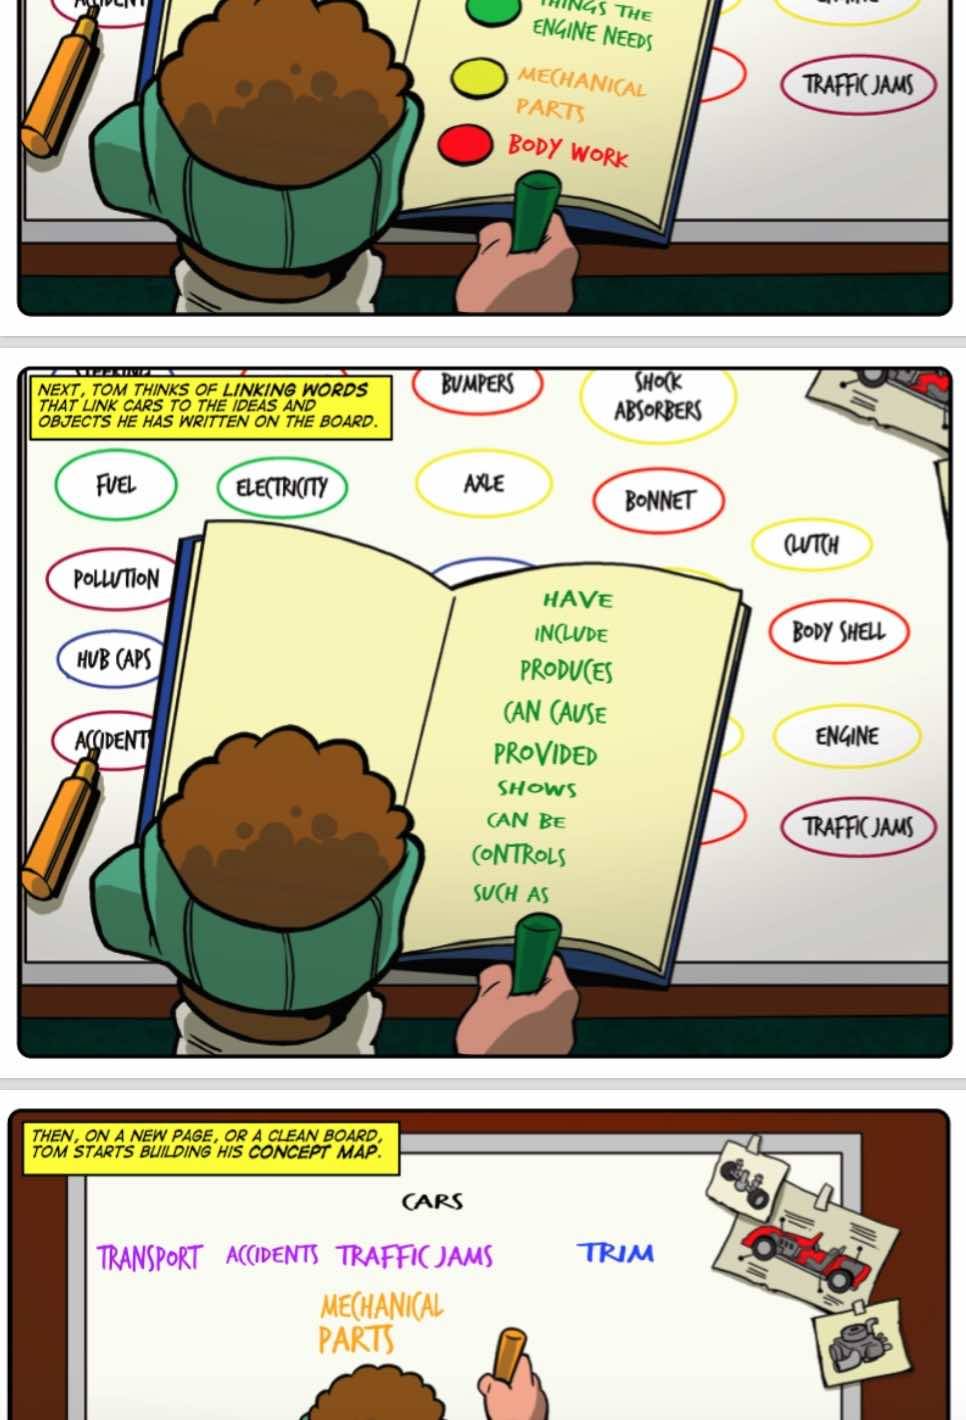 ACCIDENT
THINGS THE
ENGINE NEEDS
MECHANICAL
PARTS
BODY WORK
TRAFFIC JAMS
NEXT, TOM THINKS OF LINKING WORDS
THAT LINK CARS TO THE IDEAS AND
OBJECTS HE HAS WRITTEN ON THE BOARD.
BUMPERS
SHOCK
ABSORBERS
FUEL
ELECTRICITY
AXLE
BONNET
CLUTCH
POLLUTION
BODY SHELL
HUB CAPS
ACCIDENT
ENGINE
TRAFFIC JAMS
HAVE
INCLUDE
PRODUCES
CAN CAUSE
PROVIDED
SHOWS
CAN BE
CONTROLS
SUCH AS
THEN, ON A NEW PAGE, OR A CLEAN BOARD,
TOM STARTS BUILDING HIS CONCEPT MAP.
CARS
TRANSPORT ACCIDENTS TRAFFIC JAMS TRIM
MECHANICAL
PARTS